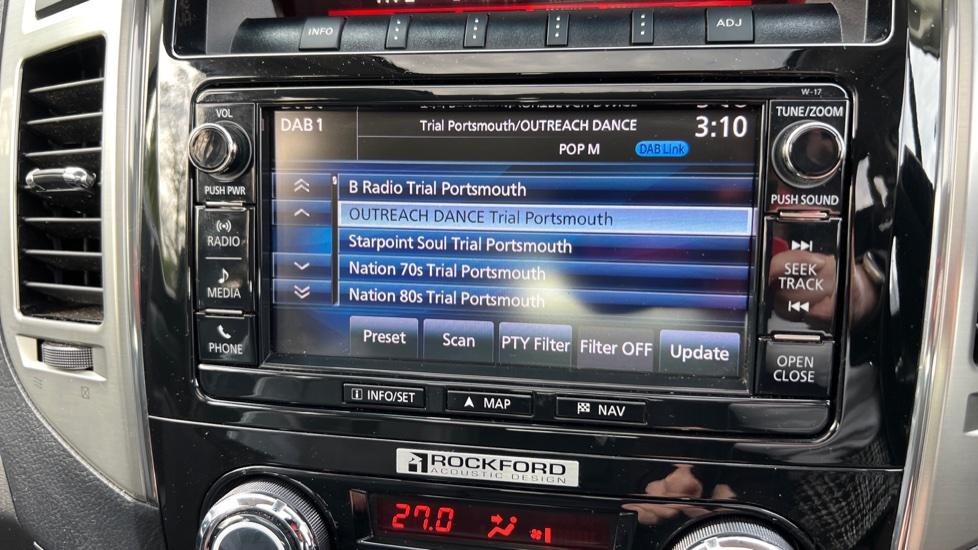 INFO
ADJ
W-17
VOL
PUSH PWR
RADIO
MEDIA
PHONE
DAB1
Trial Portsmouth/OUTREACH DANCE
3:10
POP M
DAB Link
B Radio Trial Portsmouth
OUTREACH DANCE Trial Portsmouth
Starpoint Soul Trial Portsmouth
Nation 70s Trial Portsmouth
Nation 80s Trial Portsmouth
Preset
Scan
PTY Filter
Filter OFF
Update
TUNE/ZOOM
PUSH SOUND
SEEK
TRACK
OPEN
CLOSE
INFO/SET
MAP
NAV
ROCKFORD
ACOUSTIC DESIGN
27.0